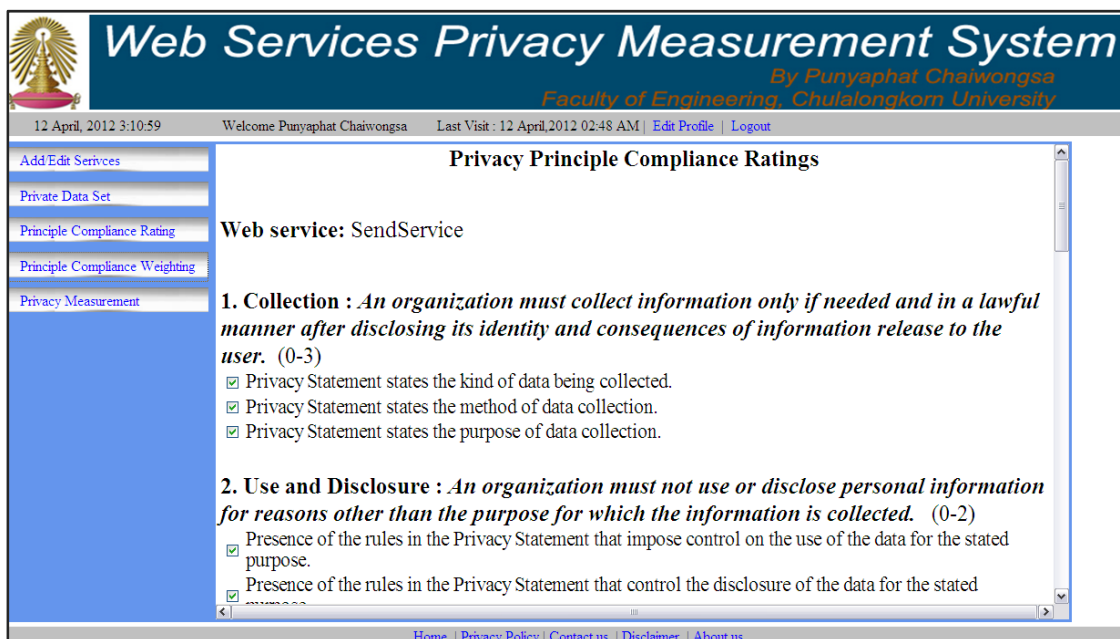 Web Services Privacy Measurement System
By Punyaphat Chaiwongsa
Faculty of Engineering, Chulalongkorn University
12 April, 2012 3:10:59 Welcome Punyaphat Chaiwongsa Last Visit : 12 April,2012 02:48 AM | Edit Profile | Logout
Add/Edit Serivces
Private Data Set
Principle Compliance Rating
Principle Compliance Weighting
Privacy Measurement
Privacy Principle Compliance Ratings
Web service: SendService
1. Collection : An organization must collect information only if needed and in a lawful
manner after disclosing its identity and consequences of information release to the
user. (0-3)
Privacy Statement states the kind of data being collected.
Privacy Statement states the method of data collection.
Privacy Statement states the purpose of data collection.
2. Use and Disclosure : An organization must not use or disclose personal information
for reasons other than the purpose for which the information is collected. (0-2)
Presence of the rules in the Privacy Statement that impose control on the use of the data for the stated
purpose.
Presence of the rules in the Privacy Statement that control the disclosure of the data for the stated
Home | Privacy Policy | Contact us | Disclaimer | About us